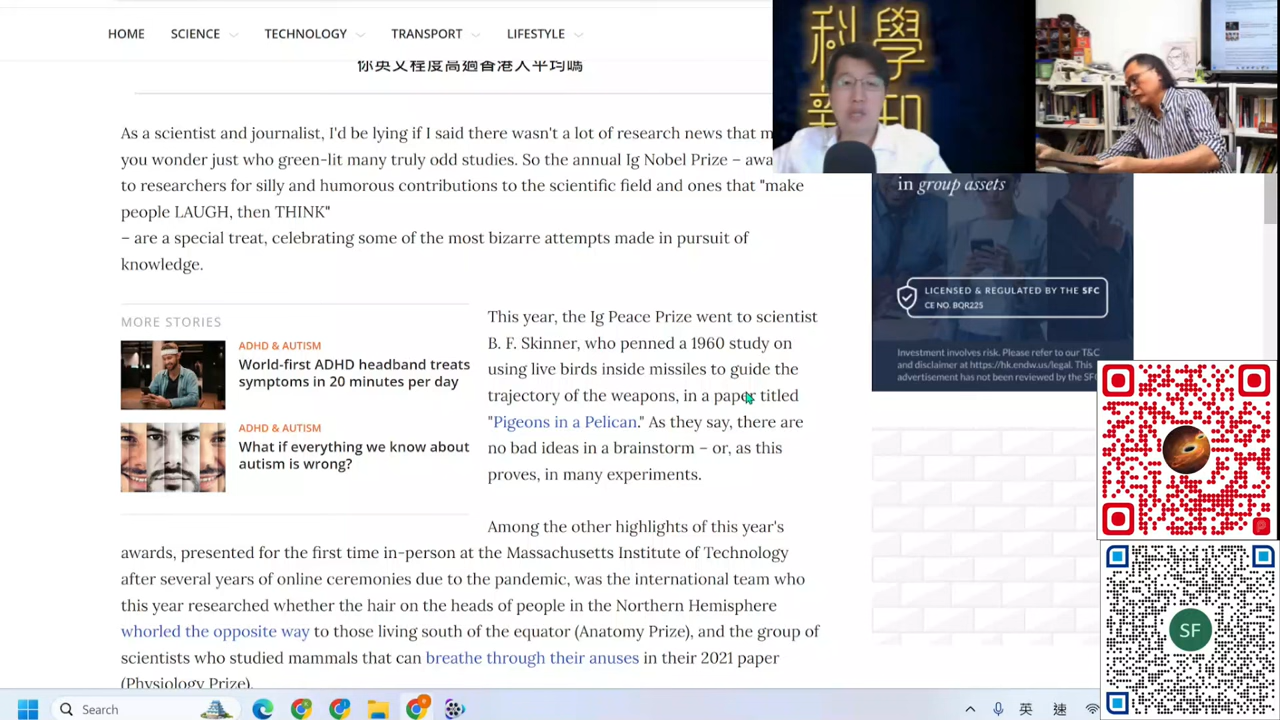 HOME
SCIENCE
TECHNOLOGY
TRANSPORT
LIFESTYLE
科學
新知
你英文程度高過香港人平均嗎
As a scientist and journalist, I'd be lying if I said there wasn't a lot of research news that m
you wonder just who green-lit many truly odd studies. So the annual Ig Nobel Prize – awa
to researchers for silly and humorous contributions to the scientific field and ones that "make
people LAUGH, then THINK"
– are a special treat, celebrating some of the most bizarre attempts made in pursuit of
knowledge.
MORE STORIES
ADHD & AUTISM
World-first ADHD headband treats
symptoms in 20 minutes per day
ADHD & AUTISM
What if everything we know about
autism is wrong?
This year, the Ig Peace Prize went to scientist
B. F. Skinner, who penned a 1960 study on
using live birds inside missiles to guide the
trajectory of the weapons, in a paper titled
"Pigeons in a Pelican." As they say, there are
no bad ideas in a brainstorm – or, as this
proves, in many experiments.
Among the other highlights of this year's
awards, presented for the first time in-person at the Massachusetts Institute of Technology
after several years of online ceremonies due to the pandemic, was the international team who
this year researched whether the hair on the heads of people in the Northern Hemisphere
whorled the opposite way to those living south of the equator (Anatomy Prize), and the group of
scientists who studied mammals that can breathe through their anuses in their 2021 paper
(Physiology Prize).
in group assets
LICENSED & REGULATED BY THE SFC
CE NO. BQR225
Investment involves risk. Please refer to our T&C
and disclaimer at https://hk.endw.us/legal. This
advertisement has not been reviewed by the SF
SF
Search
英
速